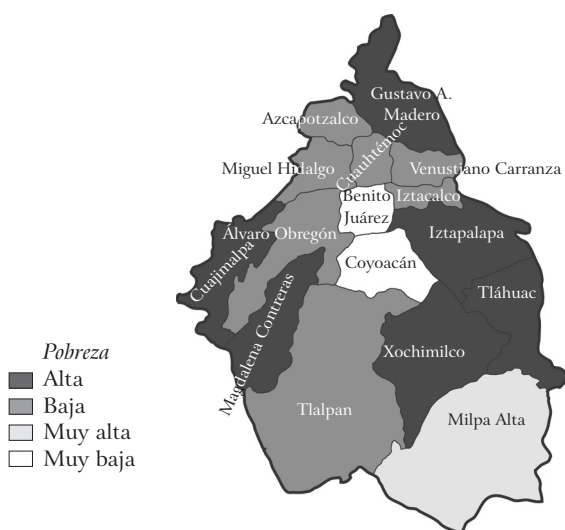 Gustavo A.
Madero
Azcapotzalco
Cuauhtémoc
Miguel Hidalgo
Venustiano Carranza
Benito
Juárez
Iztacalco
Álvaro Obregón
Iztapalapa
Cuajimalpa
Coyoacán
Tláhuac
Magdalena Contreras
Xochimilco
Tlalpan
Milpa Alta
Pobreza
Alta
Baja
Muy alta
Muy baja